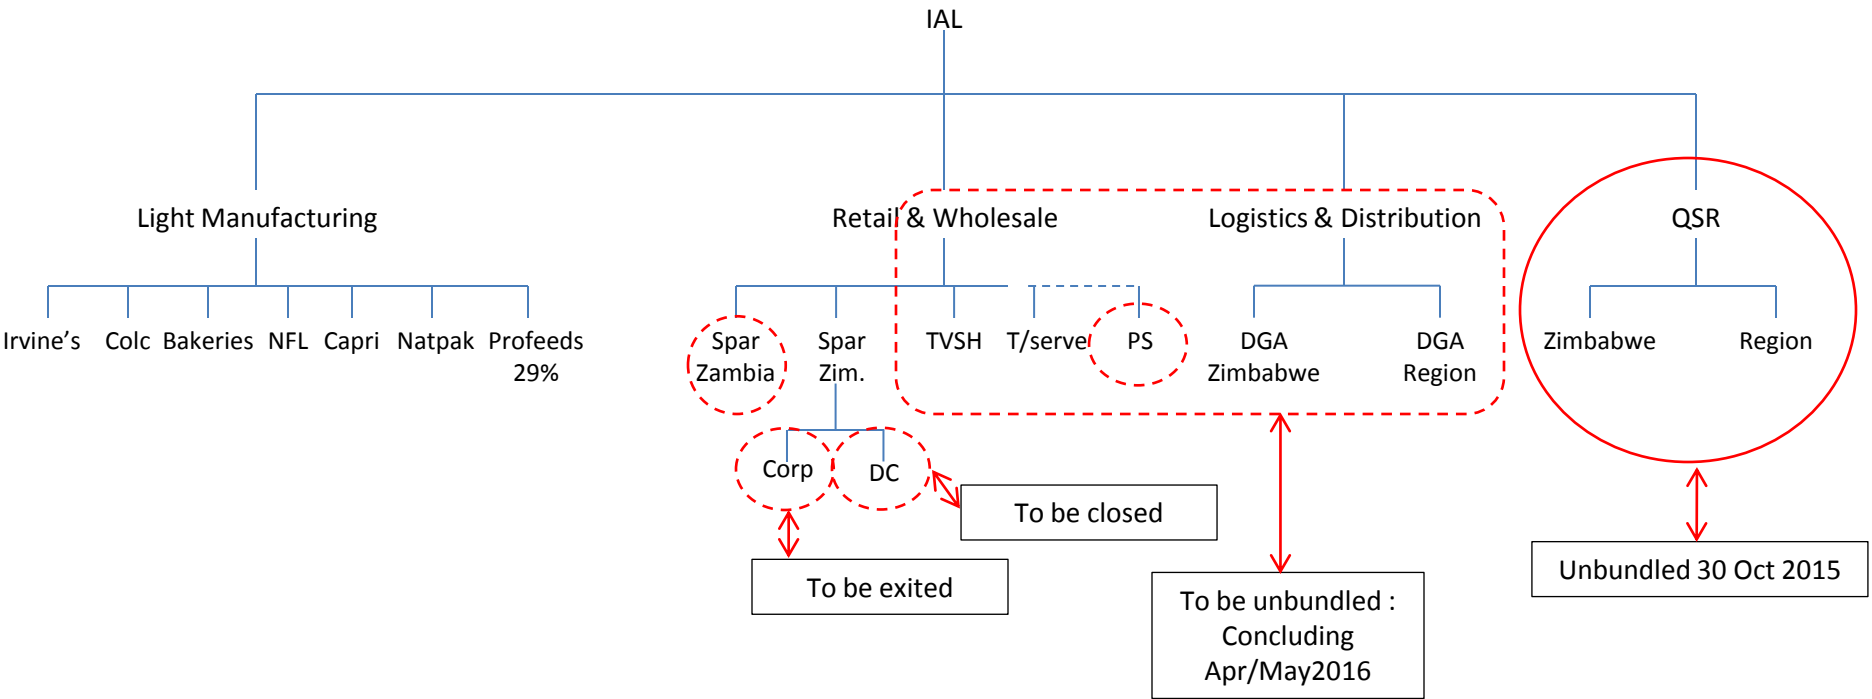 IAL
Light Manufacturing
Retail & Wholesale
Logistics & Distribution
QSR
Irvine's
Colc
Bakeries
NFL
Capri
Natpak
Profeeds
29%
Spar
Zambia
Spar
Zim.
TVSH
T/serve
PS
DGA
Zimbabwe
DGA
Region
Zimbabwe
Region
Corp
DC
To be closed
To be exited
To be unbundled :
Concluding
Apr/May2016
Unbundled 30 Oct 2015